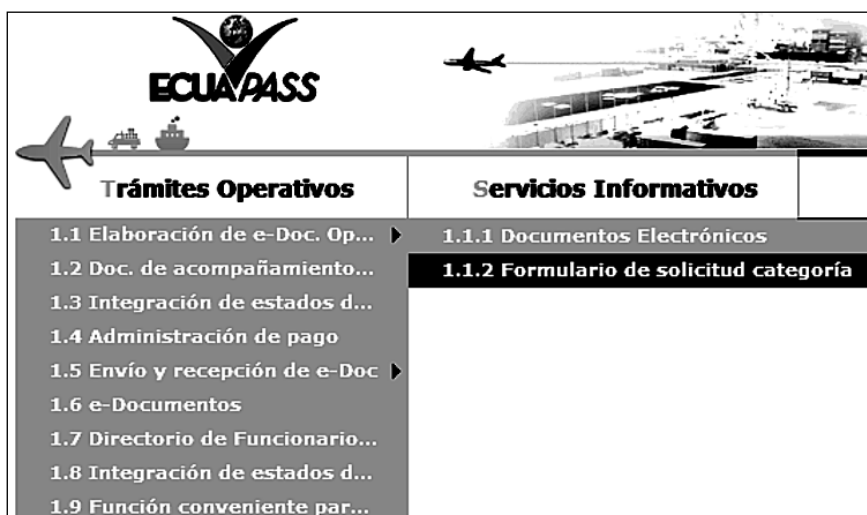 ECUAPASS
Trámites Operativos
Servicios Informativos
1.1 Elaboración de e-Doc. Op...
1.1.1 Documentos Electrónicos
1.2 Doc. de acompañamiento...
1.1.2 Formulario de solicitud categoría
1.3 Integración de estados d...
1.4 Administración de pago
1.5 Envío y recepción de e-Doc
1.6 e-Documentos
1.7 Directorio de Funcionario...
1.8 Integración de estados d...
1.9 Función conveniente par...